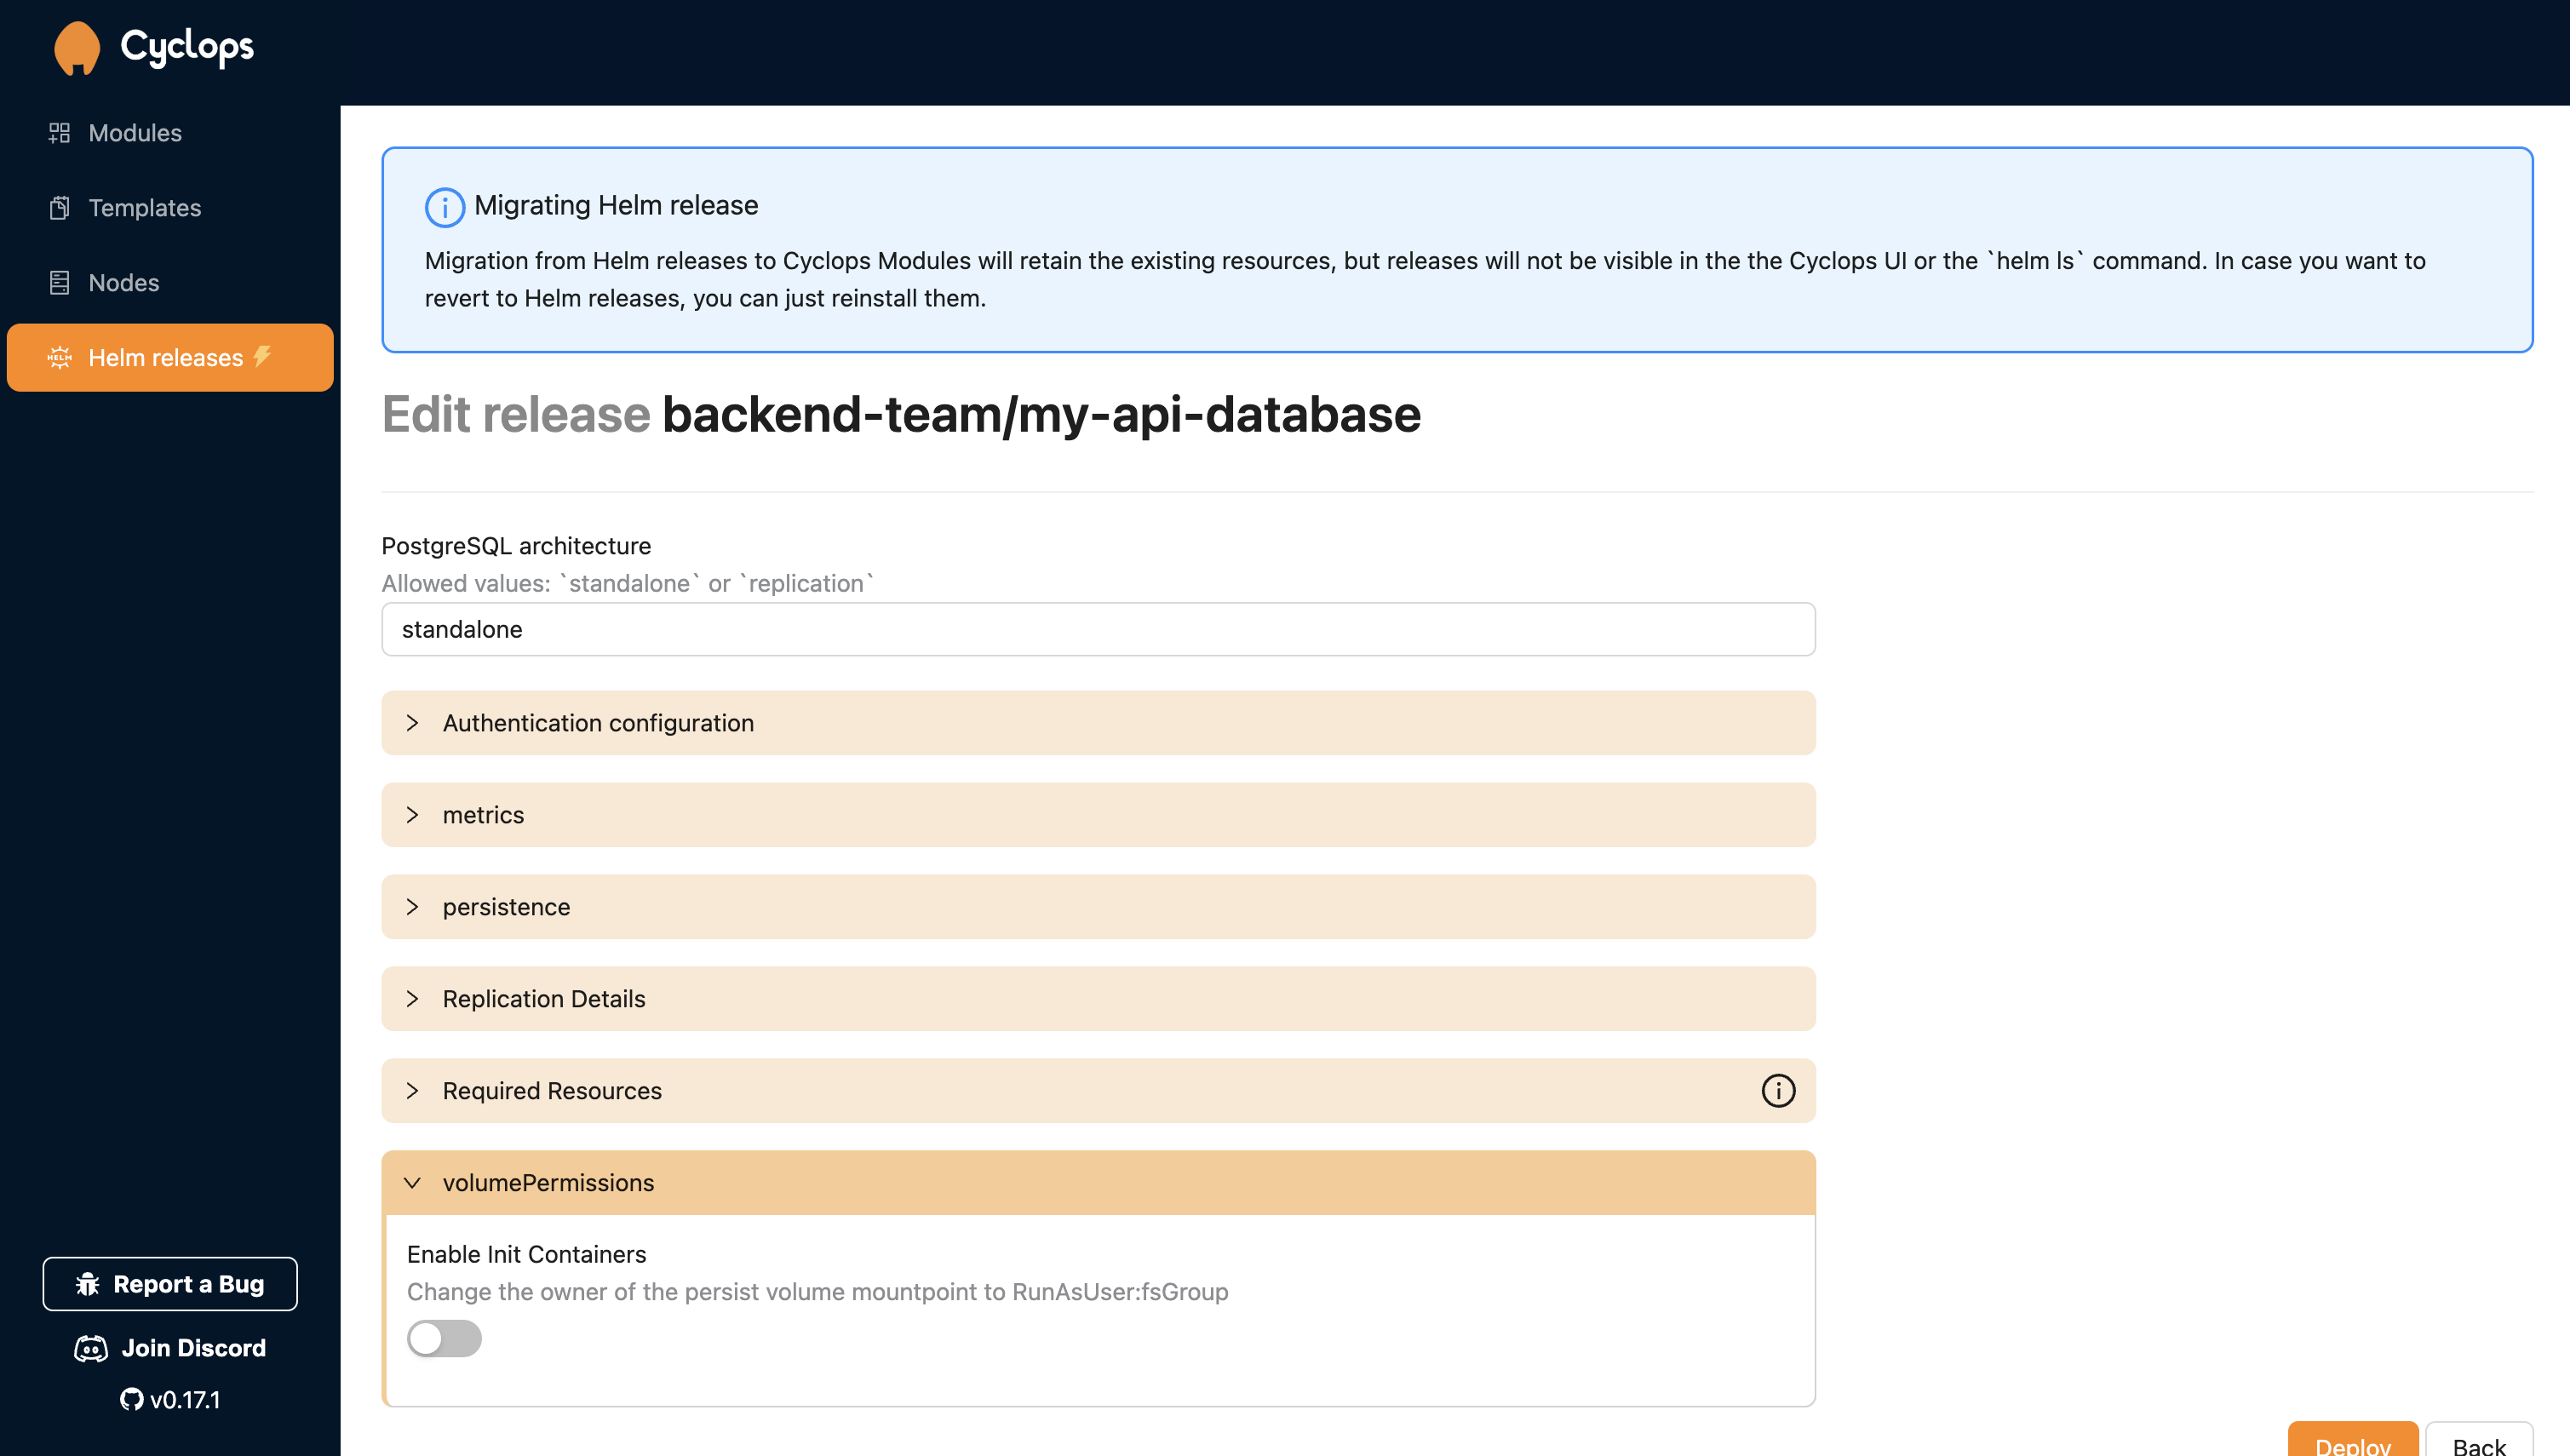 Cyclops
Modules
Templates
Nodes
HELM Helm releases
Report a Bug
Join Discord
v0.17.1
Migrating Helm release
Migration from Helm releases to Cyclops Modules will retain the existing resources, but releases will not be visible in the the Cyclops UI or the `helm ls` command. In case you want to
revert to Helm releases, you can just reinstall them.
Edit release backend-team/my-api-database
PostgreSQL architecture
Allowed values: `standalone` or `replication`
standalone
Authentication configuration
metrics
persistence
Replication Details
Required Resources
volumePermissions
Enable Init Containers
Change the owner of the persist volume mountpoint to RunAsUser:fsGroup
Deploy
Back